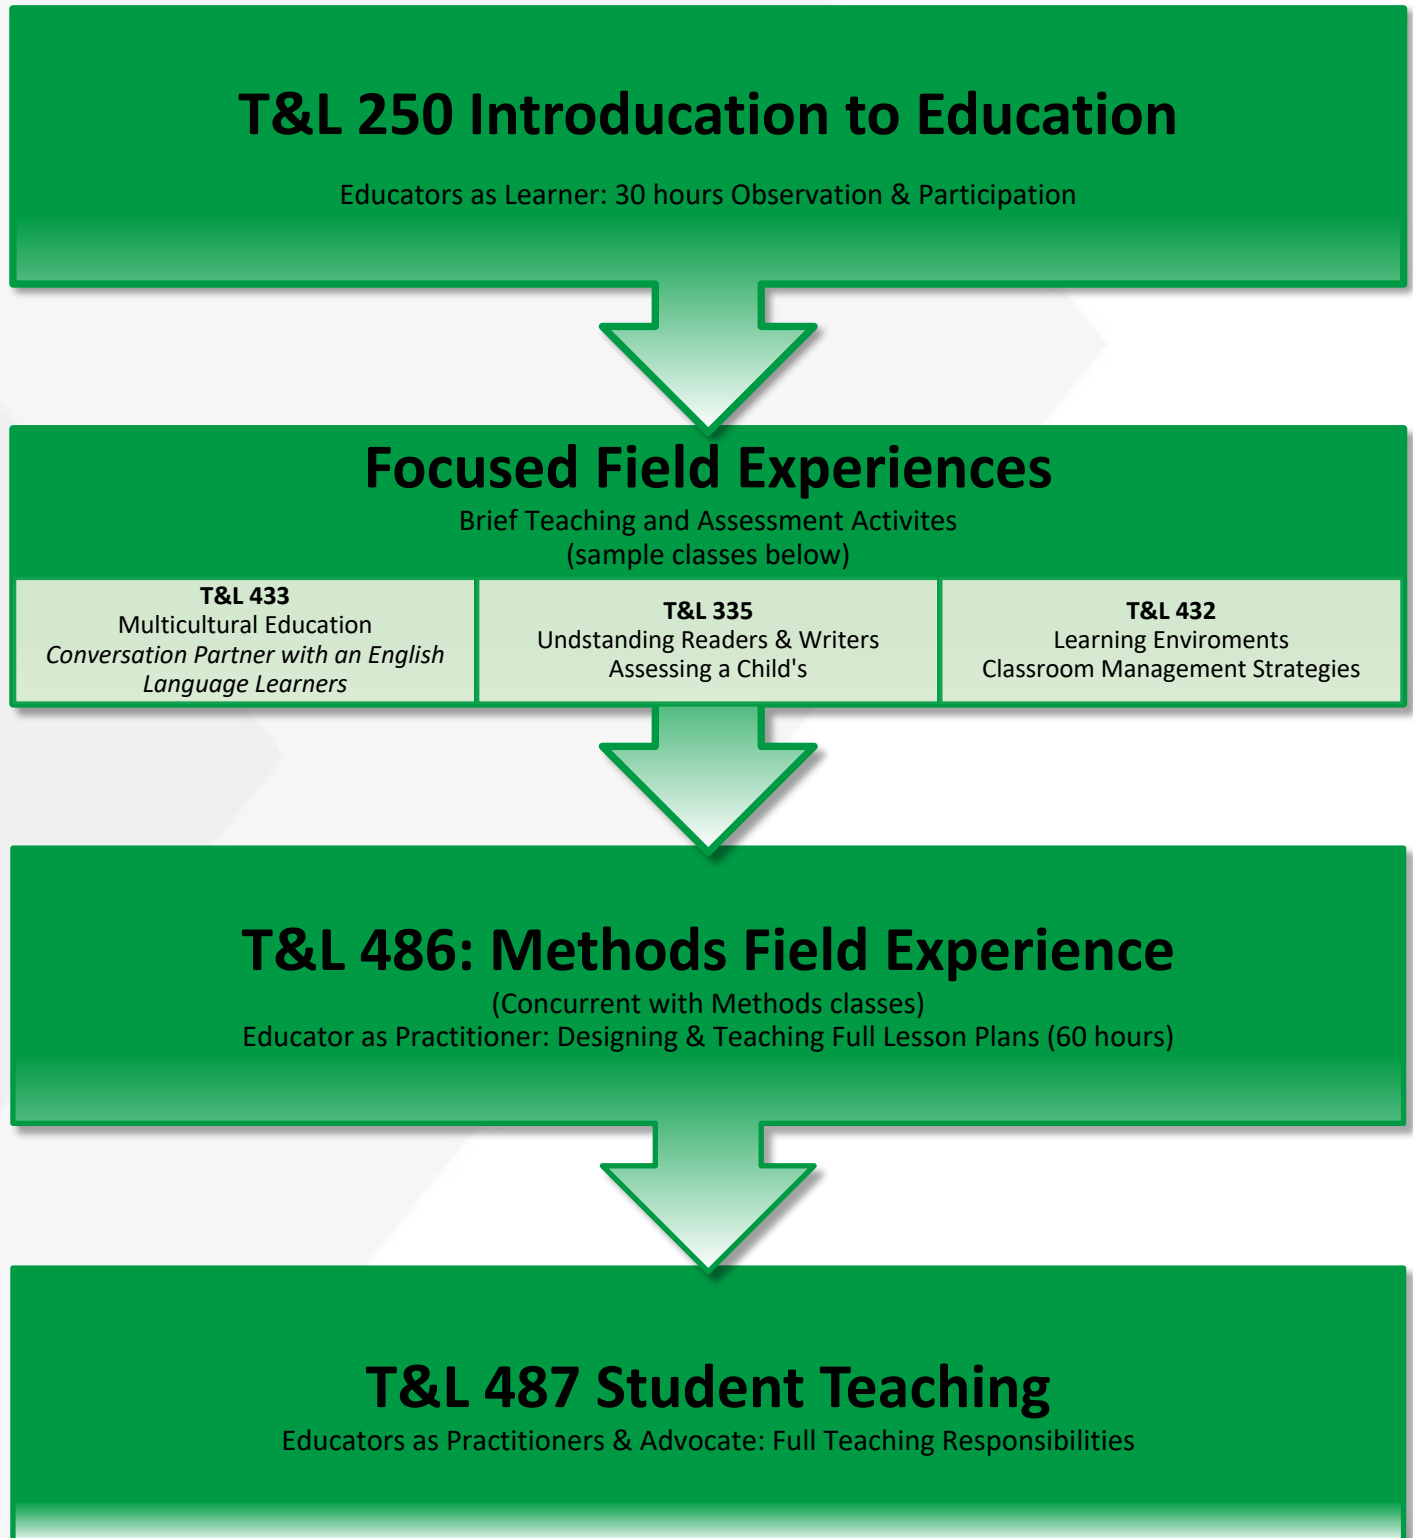 T&L 250 Introducation to Education
Educators as Learner: 30 hours Observation & Participation
Focused Field Experiences
Brief Teaching and Assessment Activites
(sample classes below)
T&L 433
Multicultural Education
Conversation Partner with an English
Language Learners
T&L 335
Undstanding Readers & Writers
Assessing a Child's
T&L 432
Learning Enviroments
Classroom Management Strategies
T&L 486: Methods Field Experience
(Concurrent with Methods classes)
Educator as Practitioner: Designing & Teaching Full Lesson Plans (60 hours)
T&L 487 Student Teaching
Educators as Practitioners & Advocate: Full Teaching Responsibilities